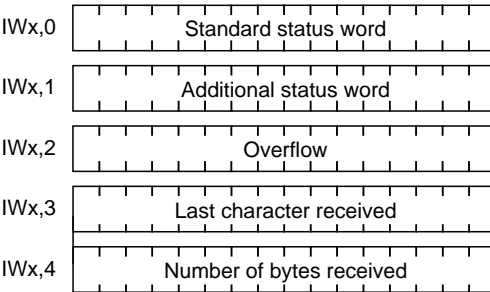 IWx,0 Standard status word
IWx,1 Additional status word
IWx,2 Overflow
IWx,3 Last character received
IWx,4 Number of bytes received